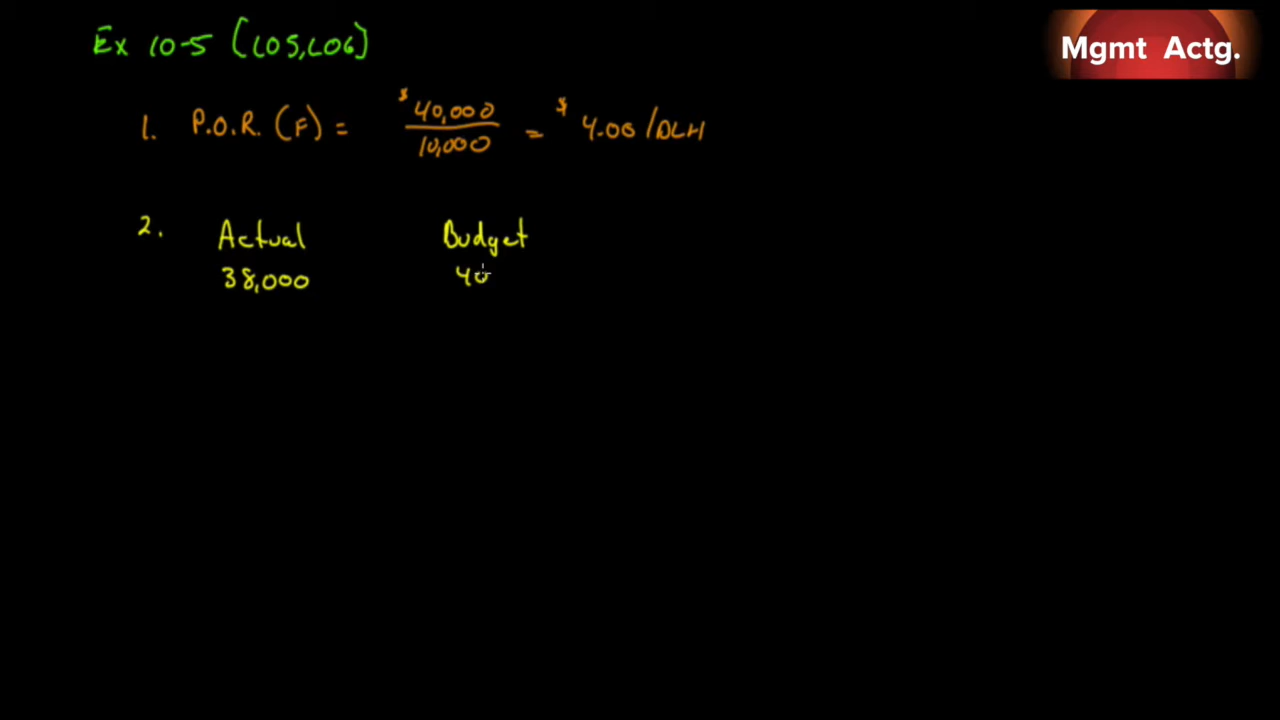 Ex 10-5 (LO5,LO6)
Mgmt Actg.
1. P.O.R. (F) = $40,000 / 10,000 = $4.00 /DLH
2. Actual Budget
38,000 40